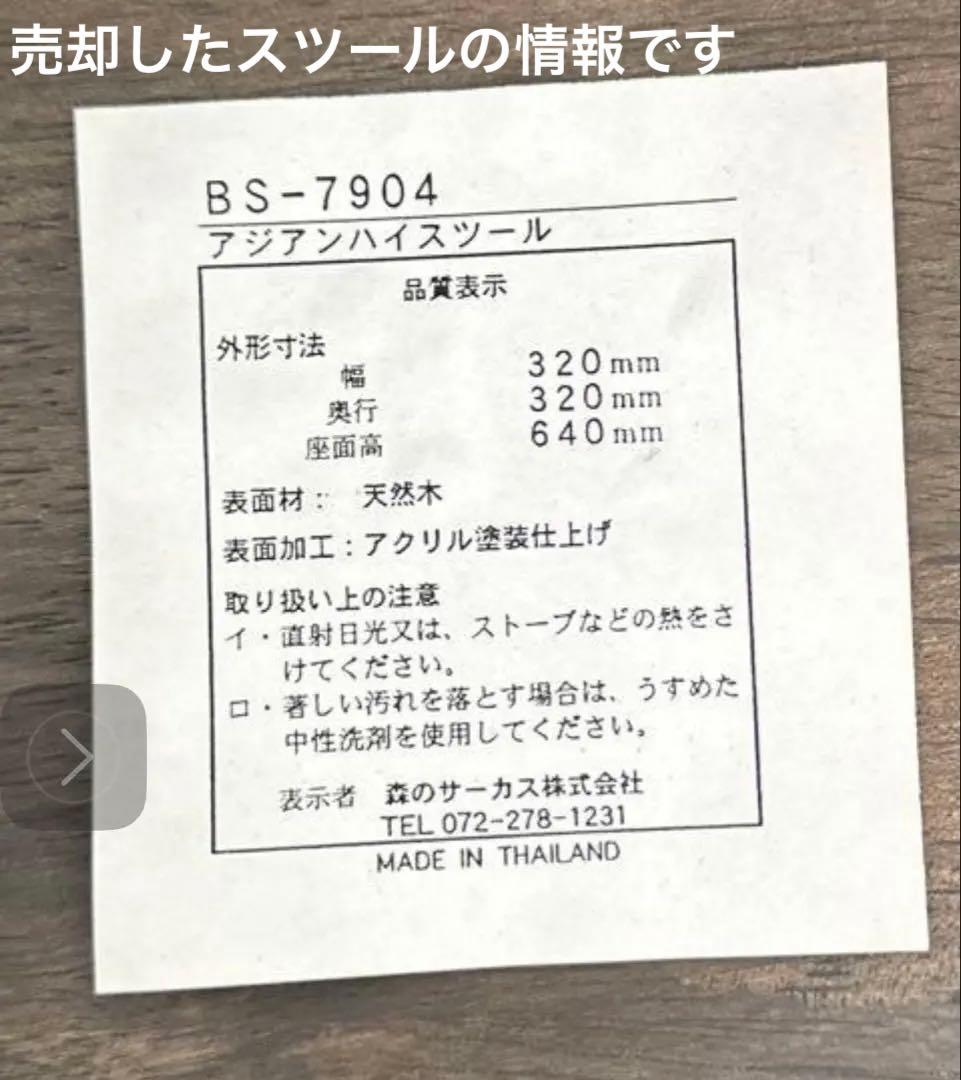 売却したスツールの情報です
BS-7904
アジアンハイスツール
品質表示
外形寸法
幅 320mm
奥行 320mm
座面高 640mm
表面材： 天然木
表面加工：アクリル塗装仕上げ
取り扱い上の注意
イ・直射日光又は、ストーブなどの熱をさ
けてください。
ロ・著しい汚れを落とす場合は、うすめた
中性洗剤を使用してください。
表示者 森のサーカス株式会社
TEL 072-278-1231
MADE IN THAILAND